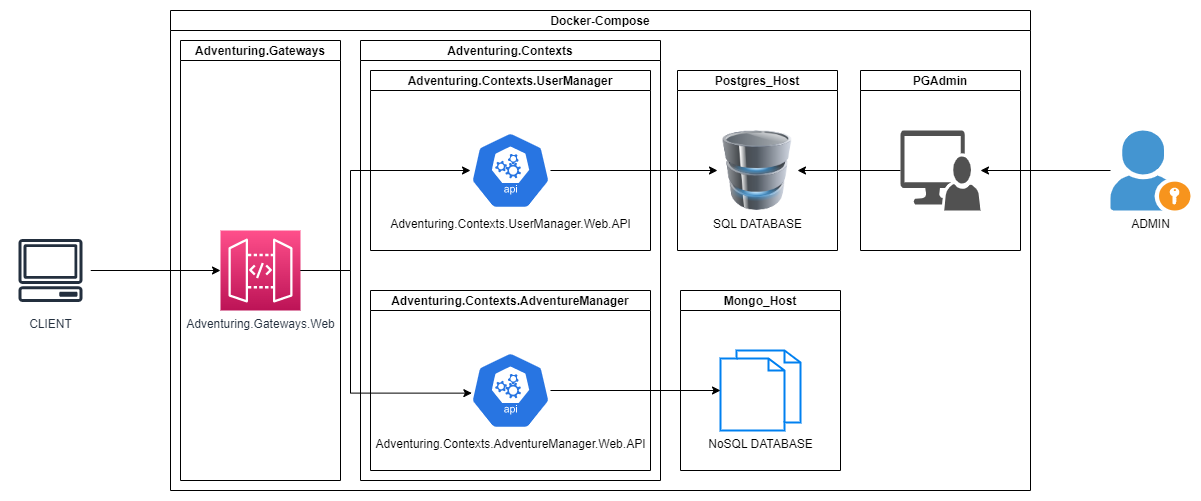 Docker-Compose
Adventuring.Gateways
Adventuring.Contexts
Adventuring.Contexts.UserManager
Postgres_Host
PGAdmin
api
Adventuring.Contexts.UserManager.Web.API
SQL DATABASE
ADMIN
</>
CLIENT
Adventuring.Gateways.Web
Adventuring.Contexts.AdventureManager
Mongo_Host
api
Adventuring.Contexts.AdventureManager.Web.API
NoSQL DATABASE